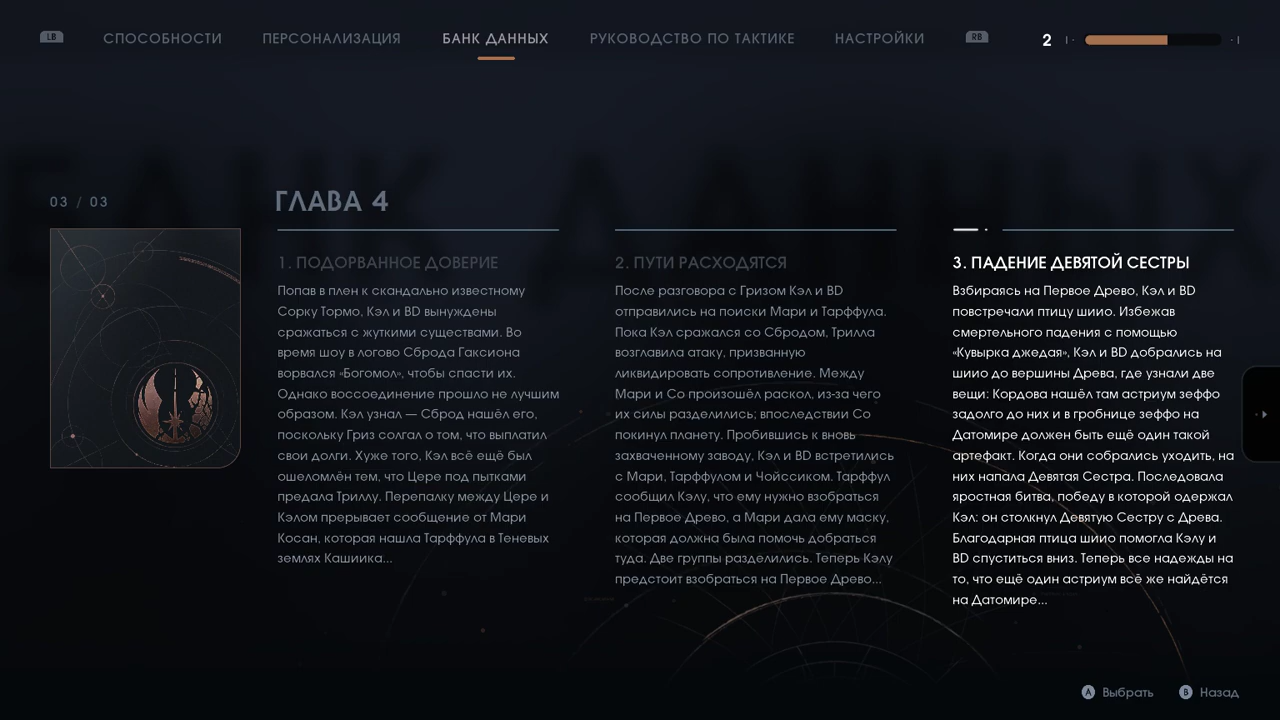 LB
СПОСОБНОСТИ
ПЕРСОНАЛИЗАЦИЯ
БАНК ДАННЫХ
РУКОВОДСТВО ПО ТАКТИКЕ
НАСТРОЙКИ
RB
2
БАНК ДАННЫХ
03 / 03
ГЛАВА 4
1. ПОДОРВАННОЕ ДОВЕРИЕ
Попав в плен к скандально известному
Сорку Тормо, Кэл и BD вынуждены
сражаться с жуткими существами. Во
время шоу в логово Сброда Гаксиона
ворвался «Богомол», чтобы спасти их.
Однако воссоединение прошло не лучшим
образом. Кэл узнал — Сброд нашёл его,
поскольку Гриз солгал о том, что выплатил
свои долги. Хуже того, Кэл всё ещё был
ошеломлён тем, что Цере под пытками
предала Триллу. Перепалку между Цере и
Кэлом прерывает сообщение от Мари
Косан, которая нашла Тарффула в Теневых
землях Кашиика...
2. ПУТИ РАСХОДЯТСЯ
После разговора с Гризом Кэл и BD
отправились на поиски Мари и Тарффула.
Пока Кэл сражался со Сбродом, Трилла
возглавила атаку, призванную
ликвидировать сопротивление. Между
Мари и Со произошёл раскол, из-за чего
их силы разделились; впоследствии Со
покинул планету. Пробившись к вновь
захваченному заводу, Кэл и BD встретились
с Мари, Тарффулом и Чойссиком. Тарффул
сообщил Кэлу, что ему нужно взобраться
на Первое Древо, а Мари дала ему маску,
которая должна была помочь добраться
туда. Две группы разделились. Теперь Кэлу
предстоит взобраться на Первое Древо...
3. ПАДЕНИЕ ДЕВЯТОЙ СЕСТРЫ
Взбираясь на Первое Древо, Кэл и BD
повстречали птицу шиио. Избежав
смертельного падения с помощью
«Кувырка джедая», Кэл и BD добрались на
шиио до вершины Древа, где узнали две
вещи: Кордова нашёл там астриум зеффо
задолго до них и в гробнице зеффо на
Датомире должен быть ещё один такой
артефакт. Когда они собрались уходить, на
них напала Девятая Сестра. Последовала
яростная битва, победу в которой одержал
Кэл: он столкнул Девятую Сестру с Древа.
Благодарная птица шиио помогла Кэлу и
BD спуститься вниз. Теперь все надежды на
то, что ещё один астриум всё же найдётся
на Датомире...
A Выбрать
B Назад